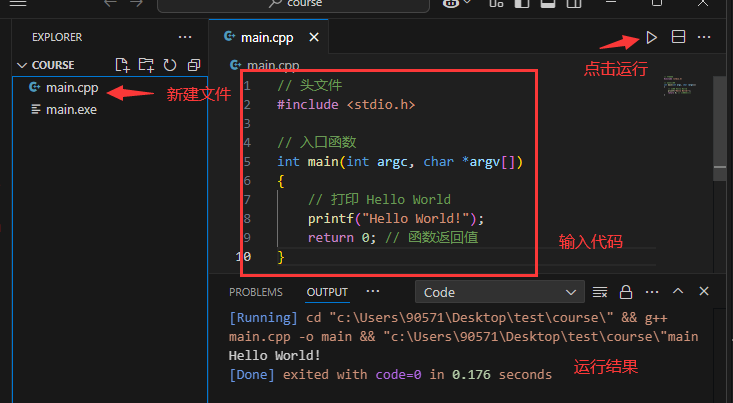 course
EXPLORER
COURSE
main.cpp
main.exe
新建文件
main.cpp
点击运行
main.cpp
1 // 头文件
2 #include <stdio.h>
3
4 // 入口函数
5 int main(int argc, char *argv[])
6 {
7 // 打印 Hello World
8 printf("Hello World!");
9 return 0; // 函数返回值
10 }
输入代码
PROBLEMS OUTPUT ··· Code
[Running] cd "c:\Users\90571\Desktop\test\course\" && g++
main.cpp -o main && "c:\Users\90571\Desktop\test\course\"main
Hello World!
[Done] exited with code=0 in 0.176 seconds
运行结果